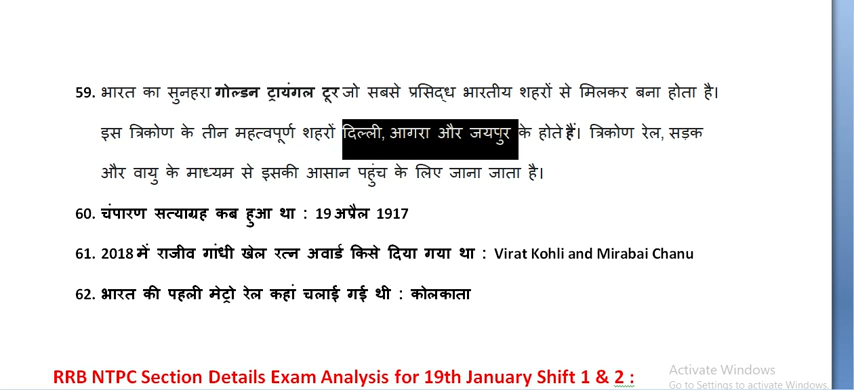 59. भारत का सुनहरा गोल्डन ट्रायंगल टूर जो सबसे प्रसिद्ध भारतीय शहरों से मिलकर बना होता है।
इस त्रिकोण के तीन महत्वपूर्ण शहरों दिल्ली, आगरा और जयपुर के होते हैं। त्रिकोण रेल, सड़क
और वायु के माध्यम से इसकी आसान पहुंच के लिए जाना जाता है।
60. चंपारण सत्याग्रह कब हुआ था : 19 अप्रैल 1917
61. 2018 में राजीव गांधी खेल रत्न अवार्ड किसे दिया गया था : Virat Kohli and Mirabai Chanu
62. भारत की पहली मेट्रो रेल कहां चलाई गई थी : कोलकाता
RRB NTPC Section Details Exam Analysis for 19th January Shift 1 & 2 :
Activate Windows
Go to Settings to activate Windows.